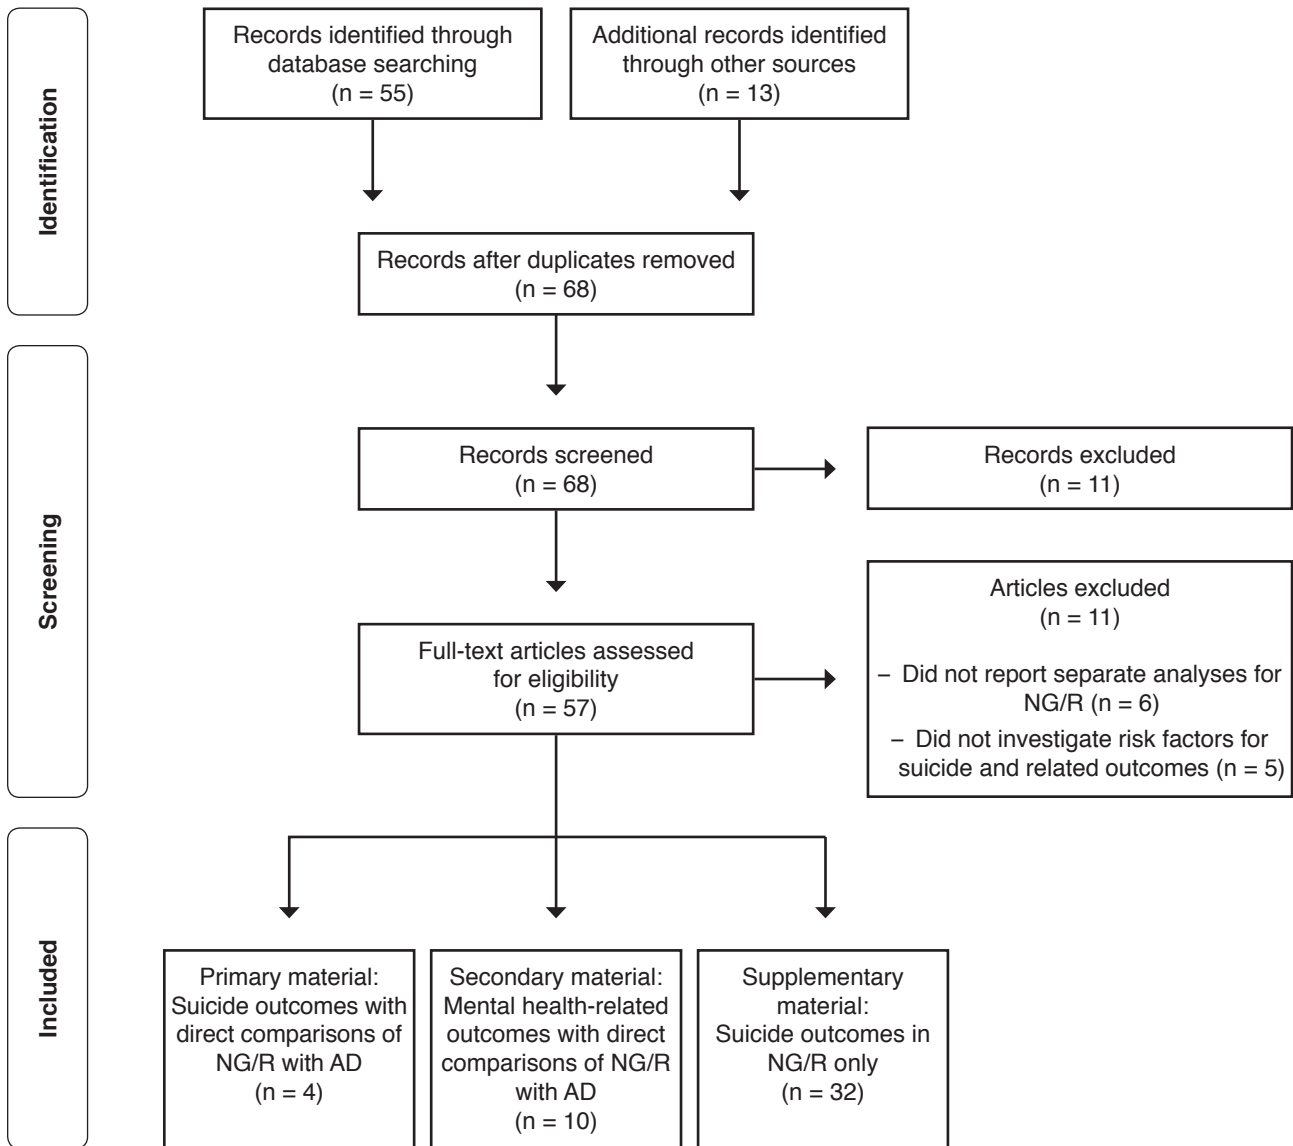 Identification
Records identified through
database searching
(n = 55)
Additional records identified
through other sources
(n = 13)
Records after duplicates removed
(n = 68)
Screening
Records screened
(n = 68)
Records excluded
(n = 11)
Full-text articles assessed
for eligibility
(n = 57)
Articles excluded
(n = 11)
– Did not report separate analyses for
NG/R (n = 6)
– Did not investigate risk factors for
suicide and related outcomes (n = 5)
Included
Primary material:
Suicide outcomes with
direct comparisons of
NG/R with AD
(n = 4)
Secondary material:
Mental health-related
outcomes with direct
comparisons of NG/R
with AD
(n = 10)
Supplementary
material:
Suicide outcomes in
NG/R only
(n = 32)